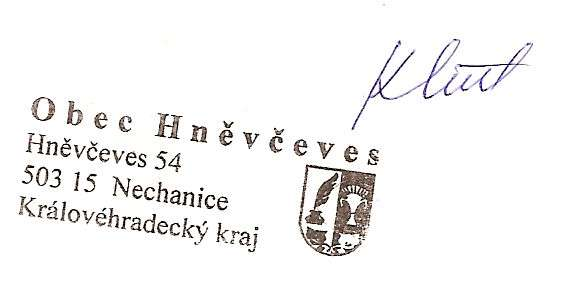 Obec Hněvčeves
Hněvčeves 54
503 15 Nechanice
Královéhradecký kraj